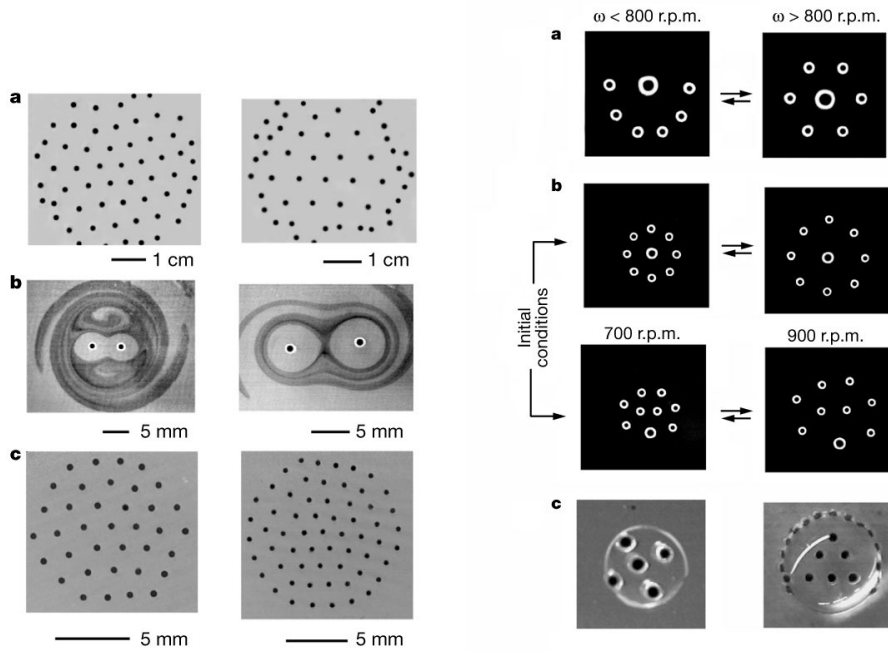 a
1 cm
1 cm
b
5 mm
5 mm
c
5 mm
5 mm
ω < 800 r.p.m.
ω > 800 r.p.m.
a
b
Initial
conditions
700 r.p.m.
900 r.p.m.
c